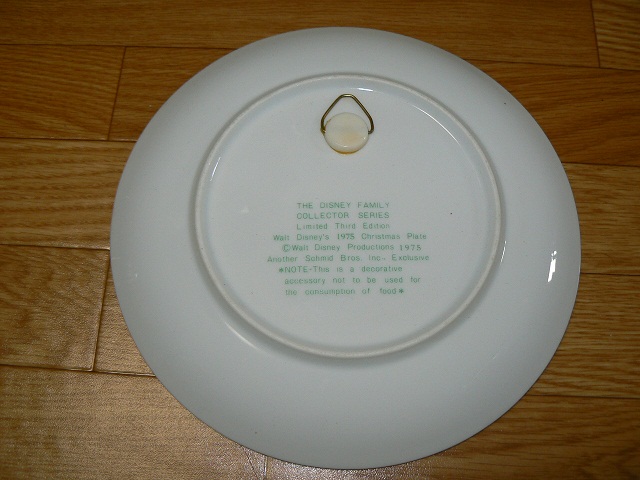 THE DISNEY FAMILY
COLLECTOR SERIES
Limited Third Edition
Walt Disney's 1975 Christmas Plate
©Walt Disney Productions 1975
Another Schmid Bros. Inc., Exclusive
*NOTE-This is a decorative
accessory not to be used for
the consumption of food*